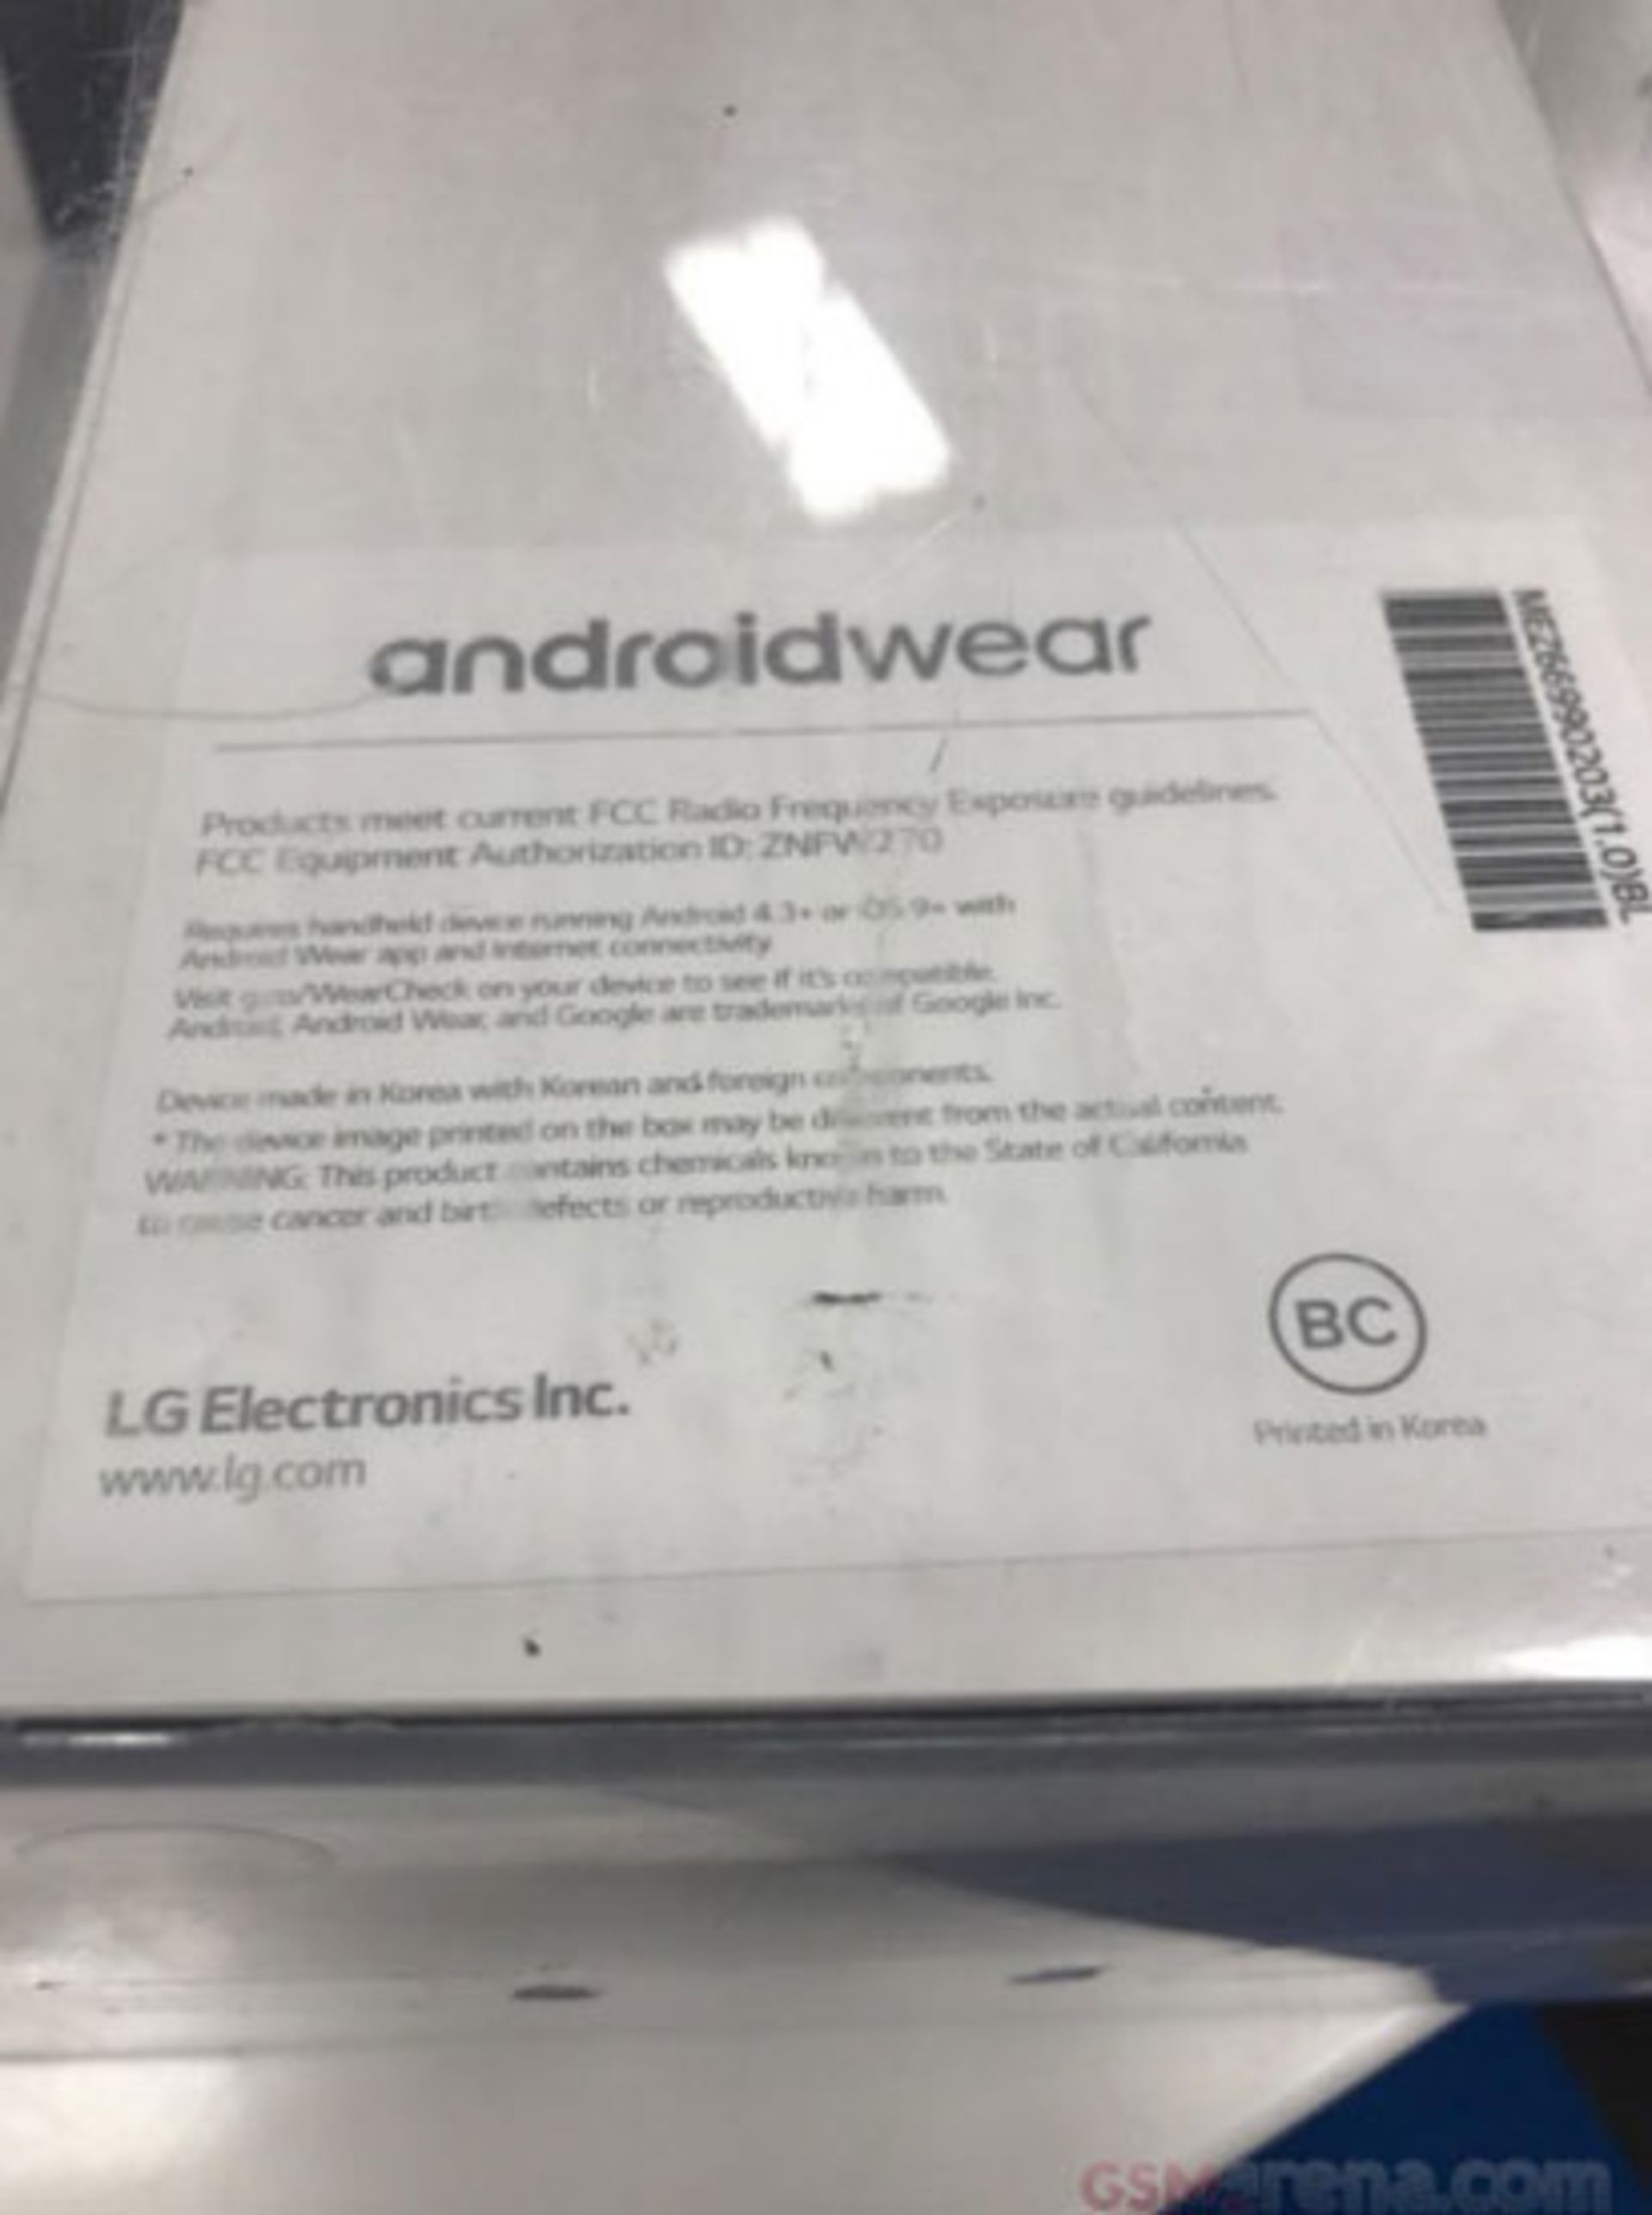 androidwear
MEZ66990203(1.0)BL
Products meet current FCC Radio Frequency Exposure guidelines.
FCC Equipment Authorization ID: ZNFW270
Requires handheld device running Android 4.3+ or iOS 9+ with
Android Wear app and Internet connectivity
Visit g.co/WearCheck on your device to see if it's compatible.
Android, Android Wear, and Google are trademarks of Google Inc.
Device made in Korea with Korean and foreign components.
* The device image printed on the box may be different from the actual content.
WARNING: This product contains chemicals known to the State of California
to cause cancer and birth defects or reproductive harm.
BC
Printed in Korea
LG Electronics Inc.
www.lg.com
GSMarena.com